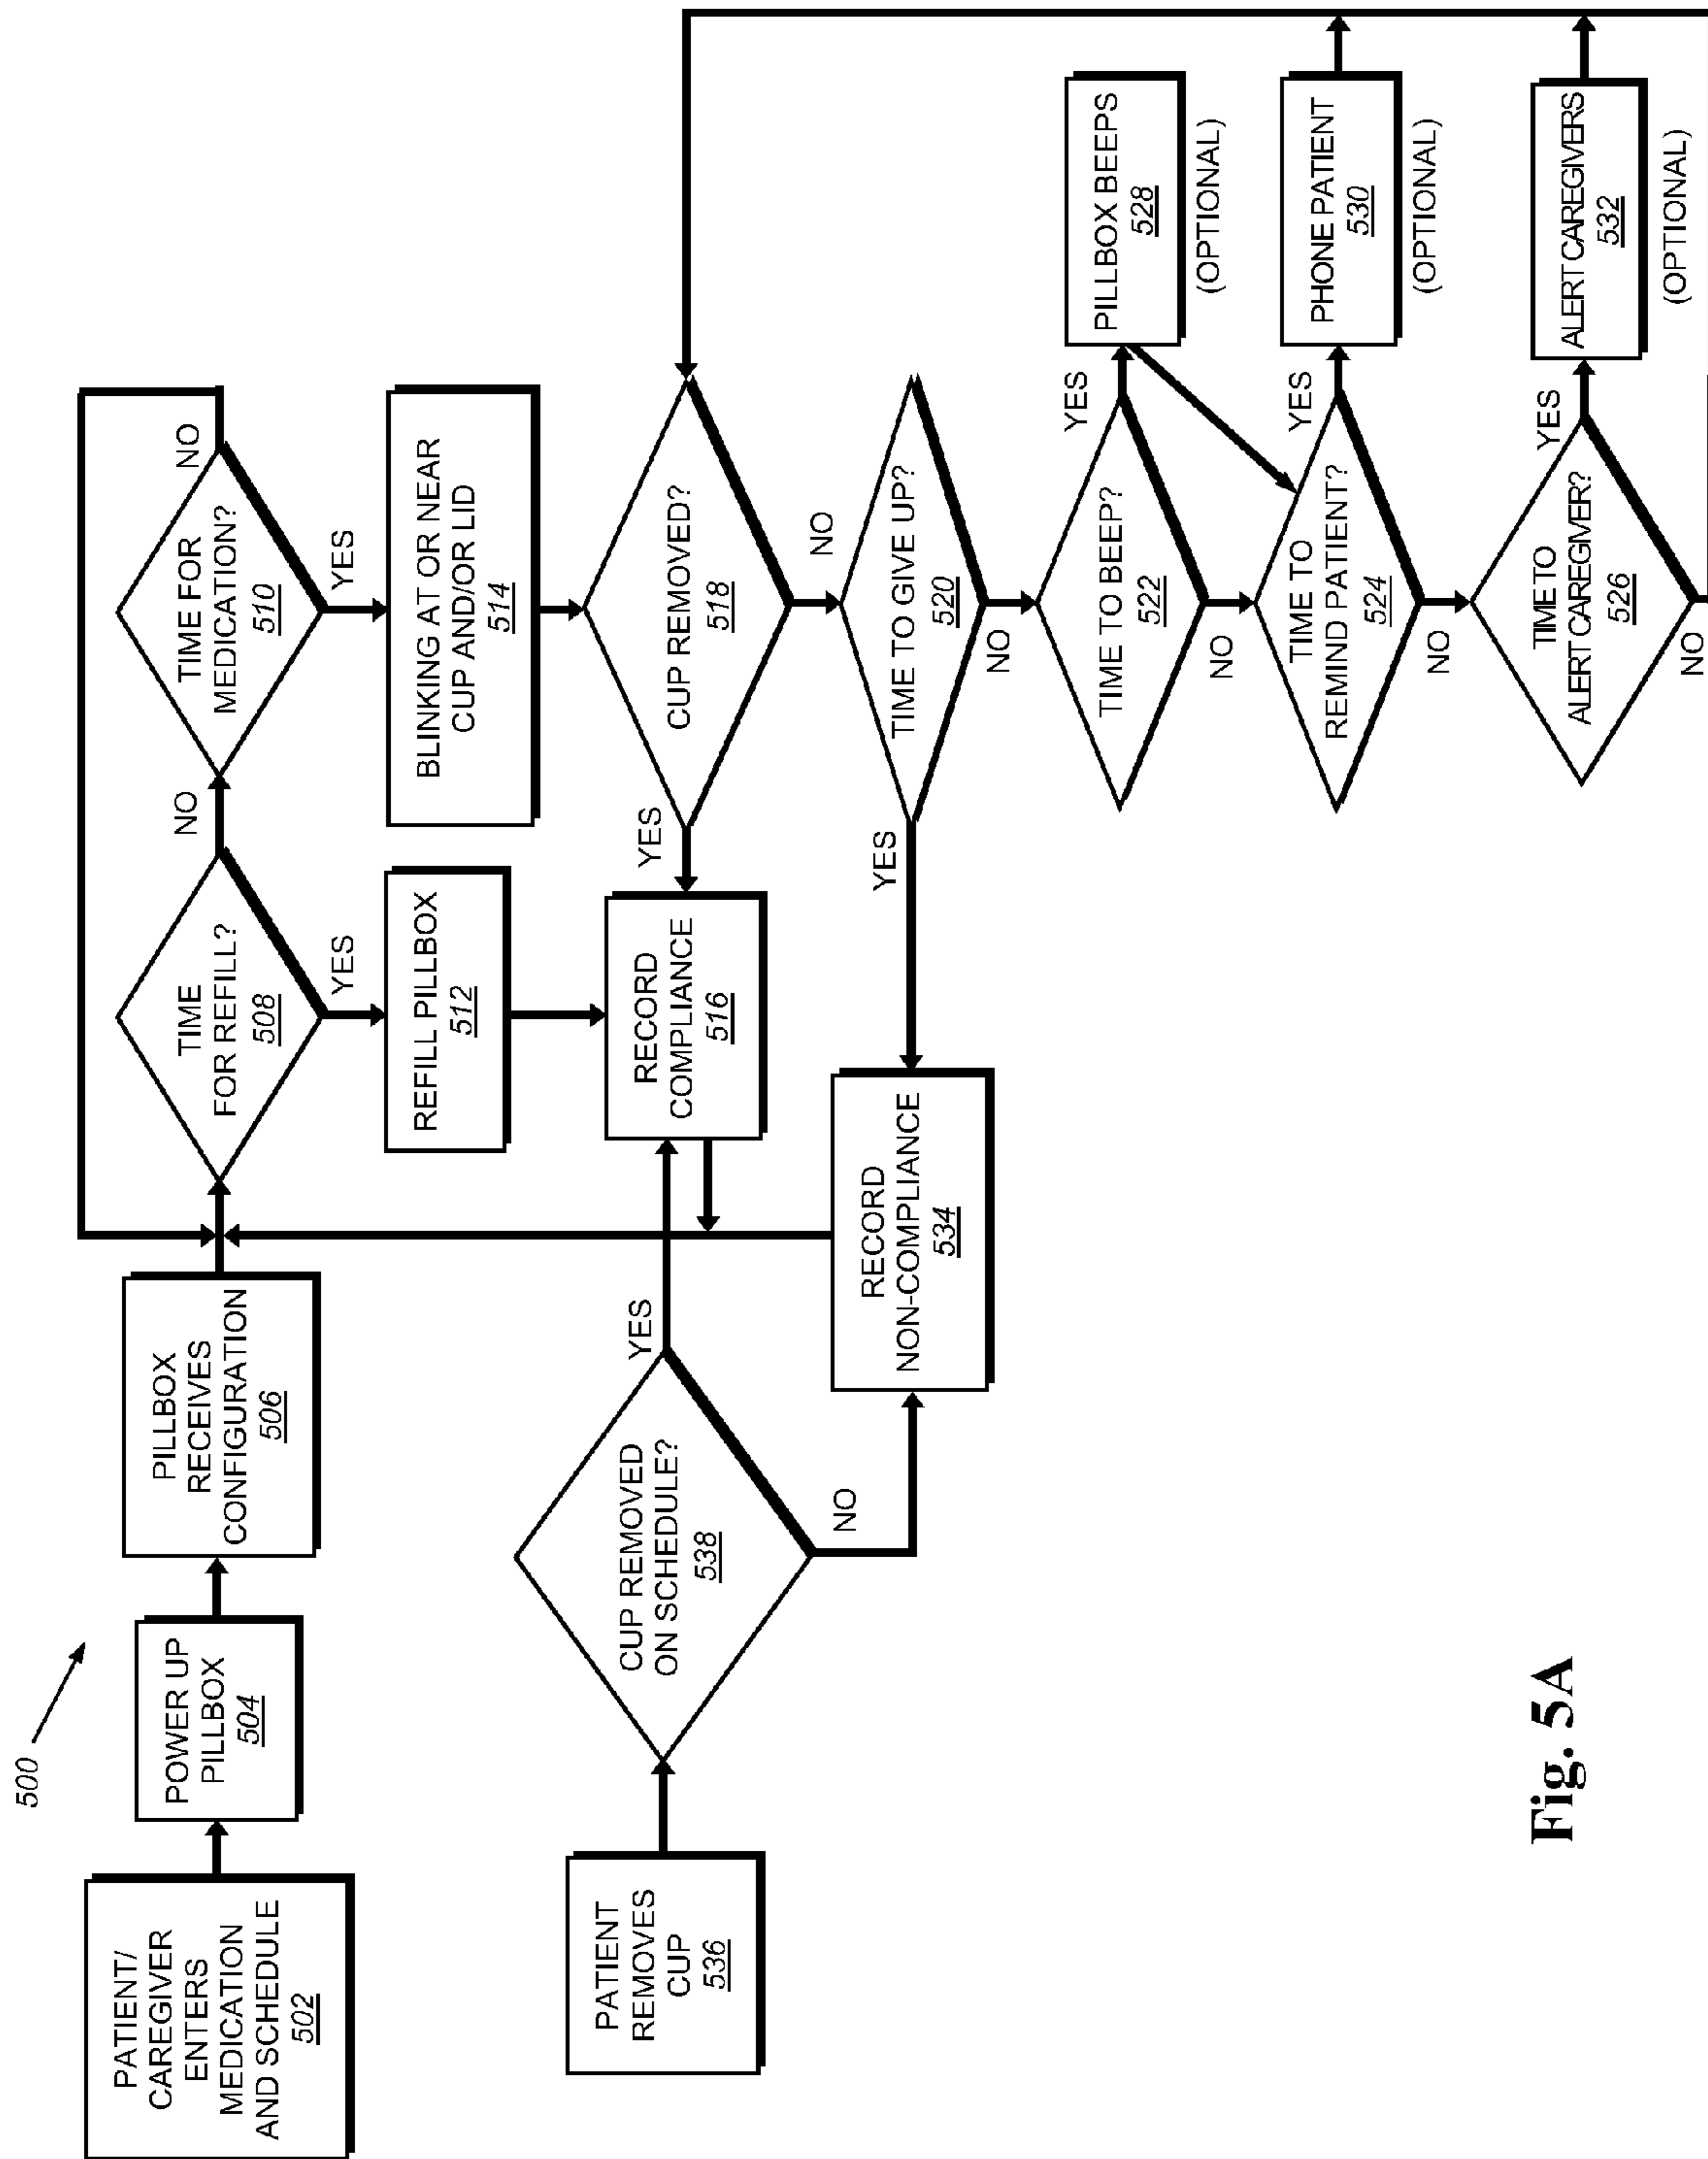 500
PATIENT/
CAREGIVER
ENTERS
MEDICATION
AND SCHEDULE
502
POWER UP
PILLBOX
504
PILLBOX
RECEIVES
CONFIGURATION
506
TIME
FOR REFILL?
508
NO
YES
TIME FOR
MEDICATION?
510
NO
YES
REFILL PILLBOX
512
BLINKING AT OR NEAR
CUP AND/OR LID
514
PATIENT
REMOVES
CUP
536
CUP REMOVED
ON SCHEDULE?
538
YES
NO
RECORD
COMPLIANCE
516
YES
CUP REMOVED?
518
NO
RECORD
NON-COMPLIANCE
534
YES
TIME TO GIVE UP?
520
NO
TIME TO BEEP?
522
YES
NO
PILLBOX BEEPS
528
(OPTIONAL)
TIME TO
REMIND PATIENT?
524
YES
NO
PHONE PATIENT
530
(OPTIONAL)
TIME TO
ALERT CAREGIVER?
526
YES
NO
ALERT CAREGIVERS
532
(OPTIONAL)
Fig. 5A